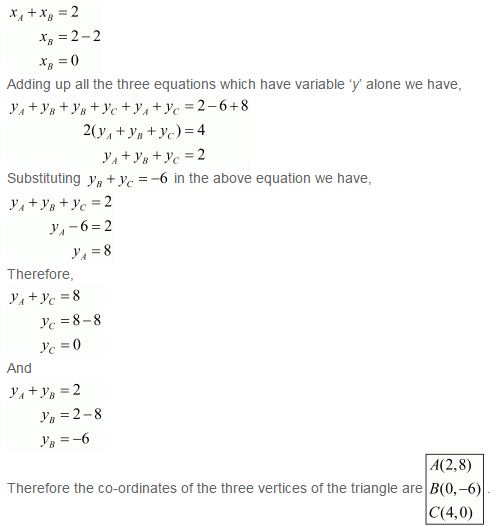 x_A + x_B = 2
x_B = 2 − 2
x_B = 0
Adding up all the three equations which have variable ‘y’ alone we have,
y_A + y_B + y_B + y_C + y_A + y_C = 2 − 6 + 8
2(y_A + y_B + y_C) = 4
y_A + y_B + y_C = 2
Substituting y_B + y_C = −6 in the above equation we have,
y_A + y_B + y_C = 2
y_A − 6 = 2
y_A = 8
Therefore,
y_A + y_C = 8
y_C = 8 − 8
y_C = 0
And
y_A + y_B = 2
y_B = 2 − 8
y_B = −6
A(2,8)
Therefore the co-ordinates of the three vertices of the triangle are B(0,−6) .
C(4,0)